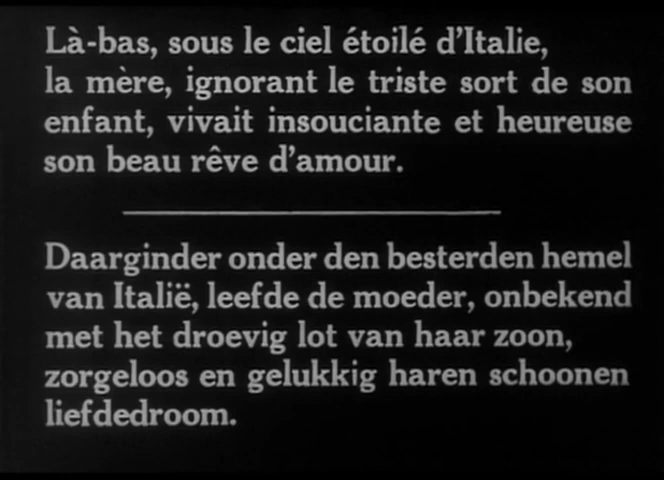 Là-bas, sous le ciel étoilé d'Italie,
la mère, ignorant le triste sort de son
enfant, vivait insouciante et heureuse
son beau rêve d'amour.
Daarginder onder den besterden hemel
van Italië, leefde de moeder, onbekend
met het droevig lot van haar zoon,
zorgeloos en gelukkig haren schoonen
liefdedroom.